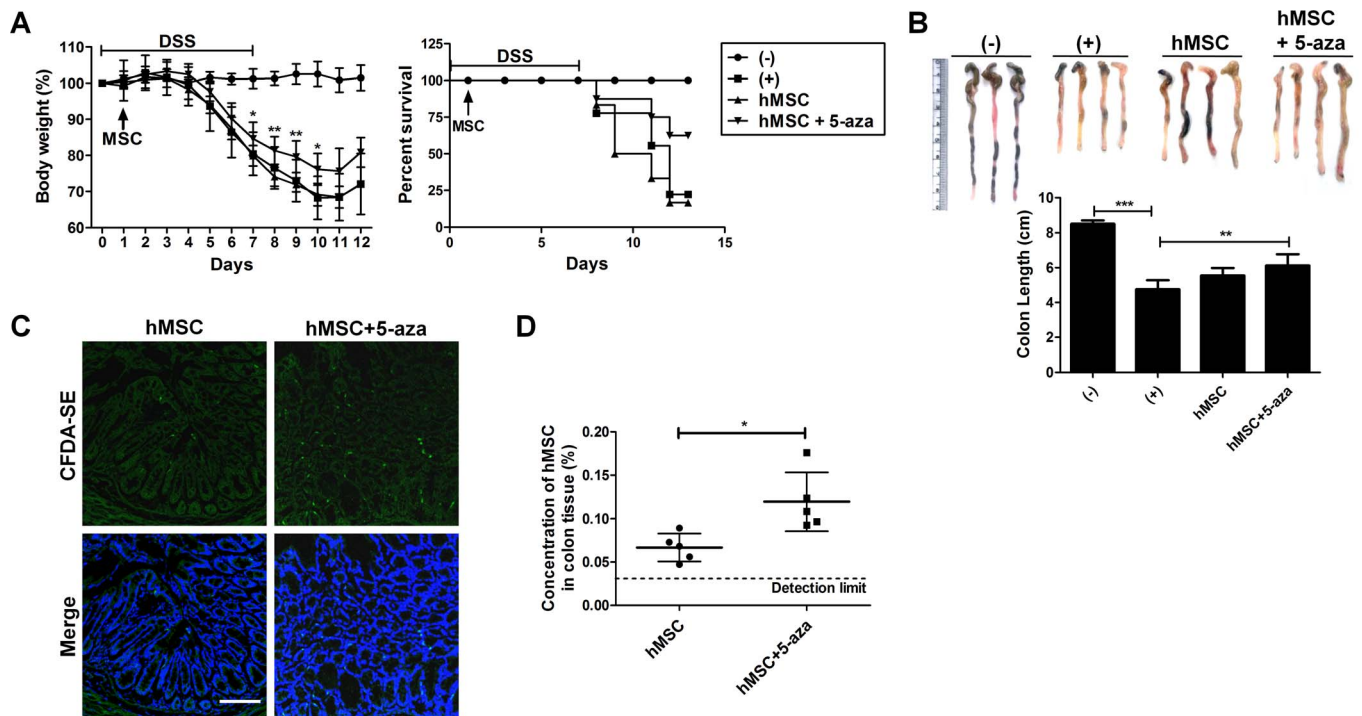 A
DSS
Body weight (%)
110
100
90
80
70
60
MSC
*
**
**
*
0 1 2 3 4 5 6 7 8 9 10 11 12
Days
DSS
Percent survival
125
100
75
50
25
0
MSC
0 5 10 15
Days
(-)
(+)
hMSC
hMSC + 5-aza
B
(-)
(+)
hMSC
hMSC
+ 5-aza
Colon Length (cm)
10
8
6
4
2
0
***
**
(-)
(+)
hMSC
hMSC+5-aza
C
hMSC
hMSC+5-aza
CFDA-SE
Merge
D
Concentration of hMSC
in colon tissue (%)
0.20
0.15
0.10
0.05
0.00
*
Detection limit
hMSC
hMSC+5-aza